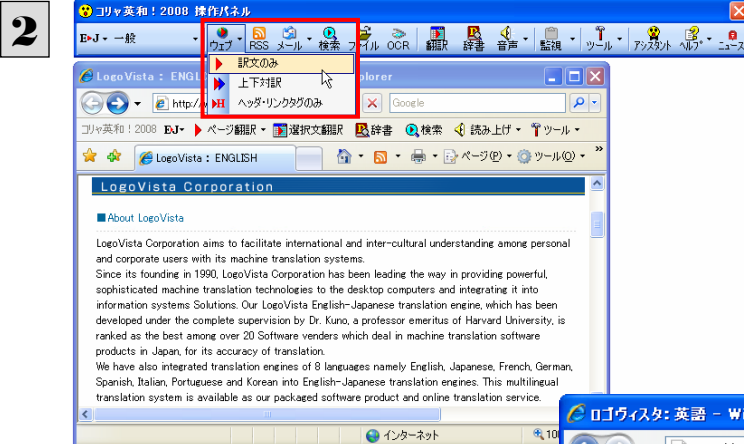 2
コリャ英和！2008 操作パネル
E▸J ▾ 一般
ウェブ RSS メール 検索 ファイル OCR 翻訳 辞書 音声 監視 ツール アシスタント ヘルプ ニュース
訳文のみ
上下対訳
ヘッダ・リンクタグのみ
LogoVista : ENGL
plorer
http://
Google
コリャ英和！2008 E▸J ページ翻訳 選択文翻訳 辞書 検索 読み上げ ツール
LogoVista : ENGLISH
ページ(P) ツール(O) »
LogoVista Corporation
■About LogoVista
LogoVista Corporation aims to facilitate international and inter-cultural understanding among personal
and corporate users with its machine translation systems.
Since its founding in 1990, LogoVista Corporation has been leading the way in providing powerful,
sophisticated machine translation technologies to the desktop computers and integrating it into
information systems Solutions. Our LogoVista English-Japanese translation engine, which has been
developed under the complete supervision by Dr. Kuno, a professor emeritus of Harvard University, is
ranked as the best among over 20 Software venders which deal in machine translation software
products in Japan, for its accuracy of translation.
We have also integrated translation engines of 8 languages namely English, Japanese, French, German,
Spanish, Italian, Portuguese and Korean into English-Japanese translation engines. This multilingual
translation system is available as our packaged software product and online translation service.
インターネット
10
ロゴヴィスタ: 英語 - Wi